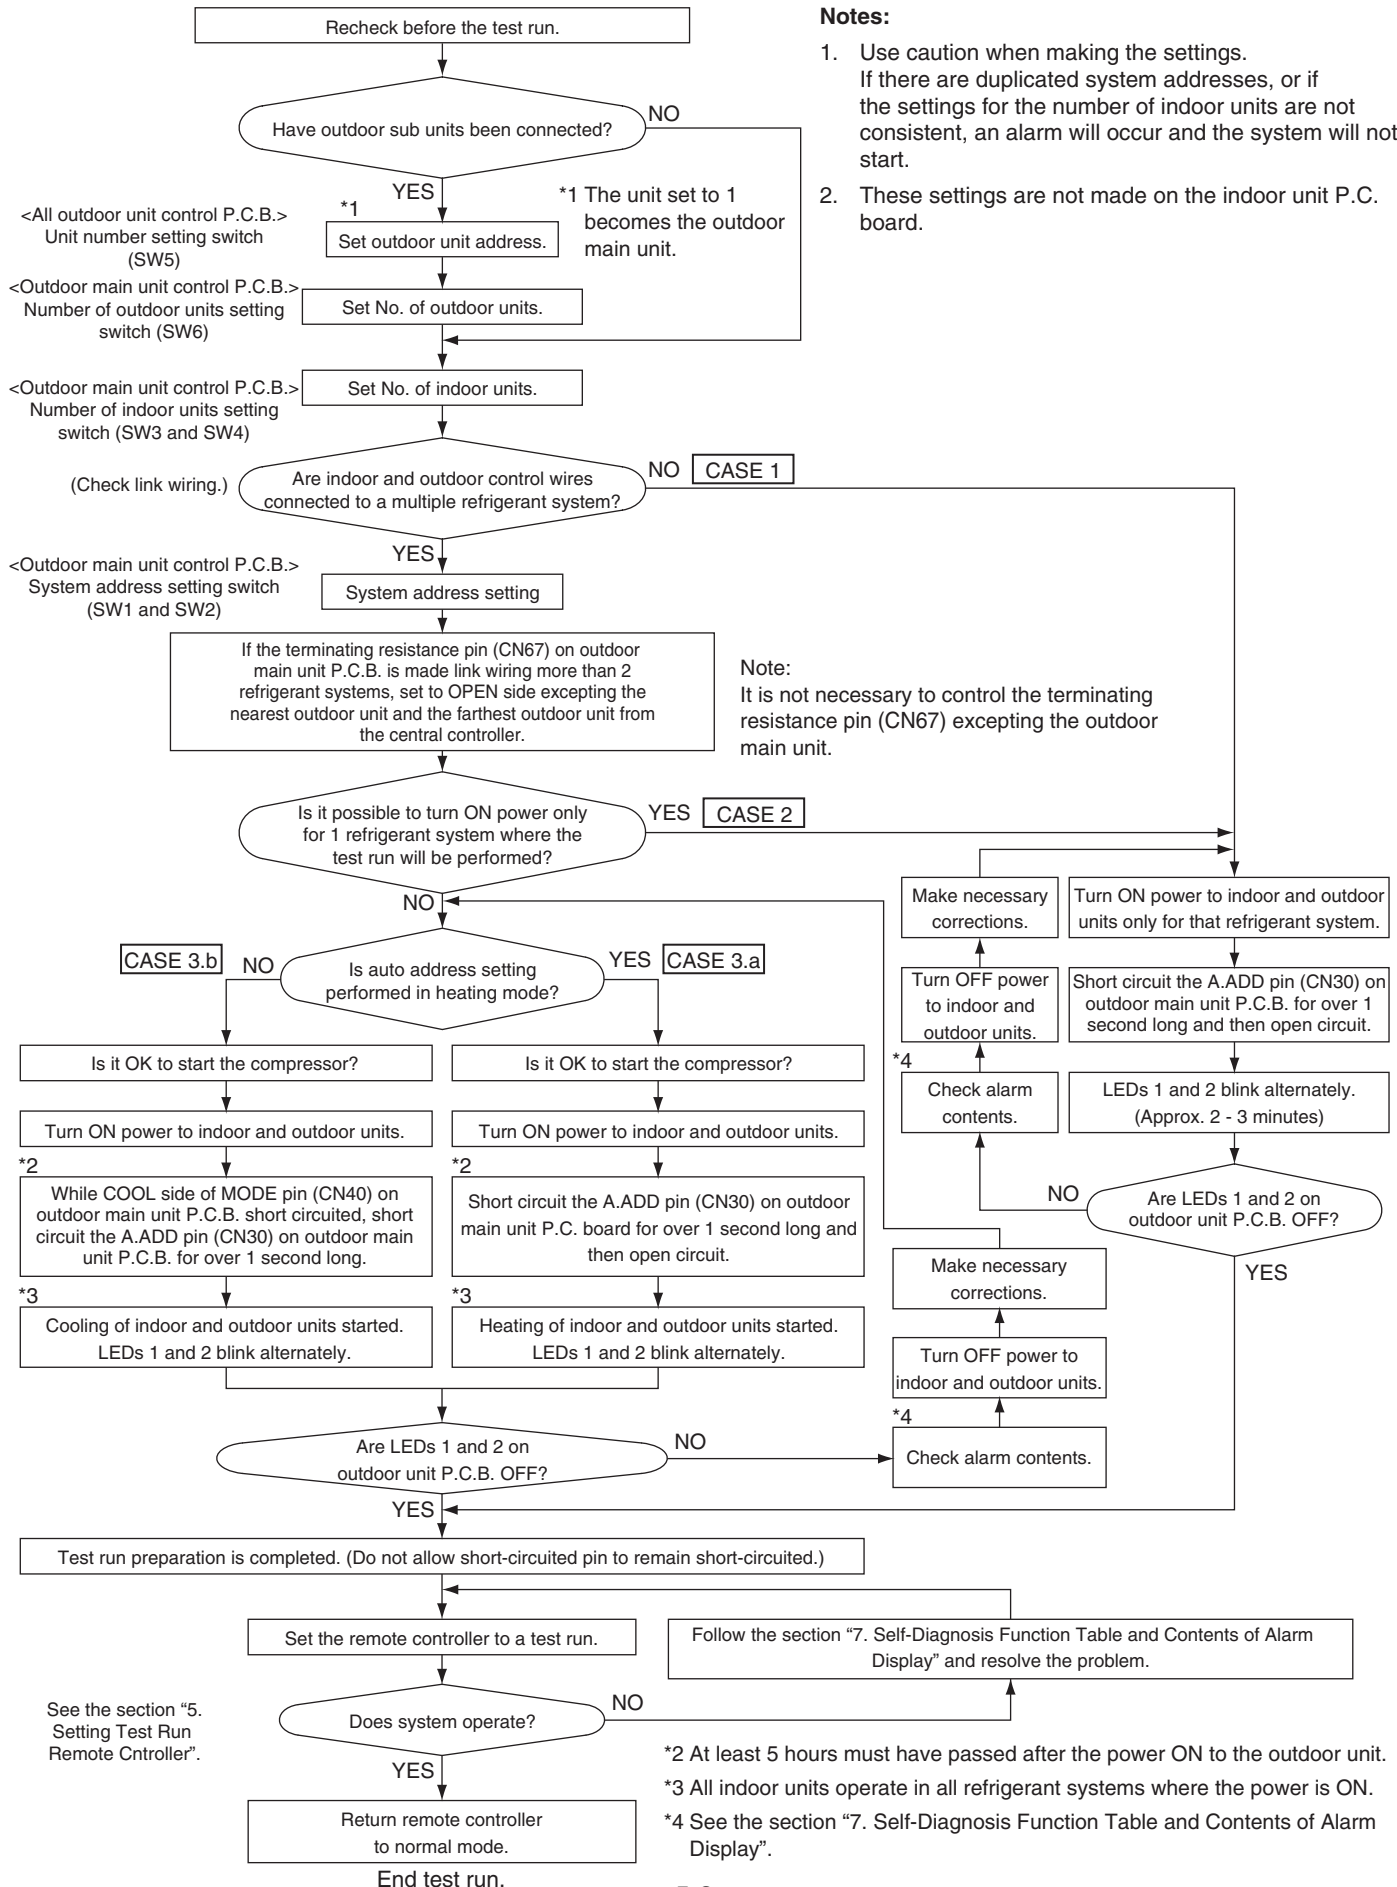 Recheck before the test run.
Have outdoor sub units been connected?
NO
YES
*1
*1 The unit set to 1
becomes the outdoor
main unit.
<All outdoor unit control P.C.B.>
Unit number setting switch
(SW5)
Set outdoor unit address.
<Outdoor main unit control P.C.B.>
Number of outdoor units setting
switch (SW6)
Set No. of outdoor units.
<Outdoor main unit control P.C.B.>
Number of indoor units setting
switch (SW3 and SW4)
Set No. of indoor units.
Notes:
1. Use caution when making the settings.
If there are duplicated system addresses, or if
the settings for the number of indoor units are not
consistent, an alarm will occur and the system will not
start.
2. These settings are not made on the indoor unit P.C.
board.
(Check link wiring.)
Are indoor and outdoor control wires
connected to a multiple refrigerant system?
NO CASE 1
YES
<Outdoor main unit control P.C.B.>
System address setting switch
(SW1 and SW2)
System address setting
If the terminating resistance pin (CN67) on outdoor
main unit P.C.B. is made link wiring more than 2
refrigerant systems, set to OPEN side excepting the
nearest outdoor unit and the farthest outdoor unit from
the central controller.
Note:
It is not necessary to control the terminating
resistance pin (CN67) excepting the outdoor
main unit.
Is it possible to turn ON power only
for 1 refrigerant system where the
test run will be performed?
YES CASE 2
NO
Is auto address setting
performed in heating mode?
CASE 3.b NO
YES CASE 3.a
Is it OK to start the compressor?
Turn ON power to indoor and outdoor units.
*2
While COOL side of MODE pin (CN40) on
outdoor main unit P.C.B. short circuited, short
circuit the A.ADD pin (CN30) on outdoor main
unit P.C.B. for over 1 second long.
*3
Cooling of indoor and outdoor units started.
LEDs 1 and 2 blink alternately.
Is it OK to start the compressor?
Turn ON power to indoor and outdoor units.
*2
Short circuit the A.ADD pin (CN30) on outdoor
main unit P.C. board for over 1 second long and
then open circuit.
*3
Heating of indoor and outdoor units started.
LEDs 1 and 2 blink alternately.
Make necessary
corrections.
Turn OFF power
to indoor and
outdoor units.
*4
Check alarm
contents.
Turn ON power to indoor and outdoor
units only for that refrigerant system.
Short circuit the A.ADD pin (CN30) on
outdoor main unit P.C.B. for over 1
second long and then open circuit.
LEDs 1 and 2 blink alternately.
(Approx. 2 - 3 minutes)
NO
Are LEDs 1 and 2 on
outdoor unit P.C.B. OFF?
YES
Make necessary
corrections.
Turn OFF power to
indoor and outdoor units.
*4
Check alarm contents.
Are LEDs 1 and 2 on
outdoor unit P.C.B. OFF?
NO
YES
Test run preparation is completed. (Do not allow short-circuited pin to remain short-circuited.)
Set the remote controller to a test run.
Follow the section “7. Self-Diagnosis Function Table and Contents of Alarm
Display” and resolve the problem.
See the section “5.
Setting Test Run
Remote Cntroller”.
Does system operate?
NO
YES
Return remote controller
to normal mode.
End test run.
*2 At least 5 hours must have passed after the power ON to the outdoor unit.
*3 All indoor units operate in all refrigerant systems where the power is ON.
*4 See the section “7. Self-Diagnosis Function Table and Contents of Alarm
Display”.